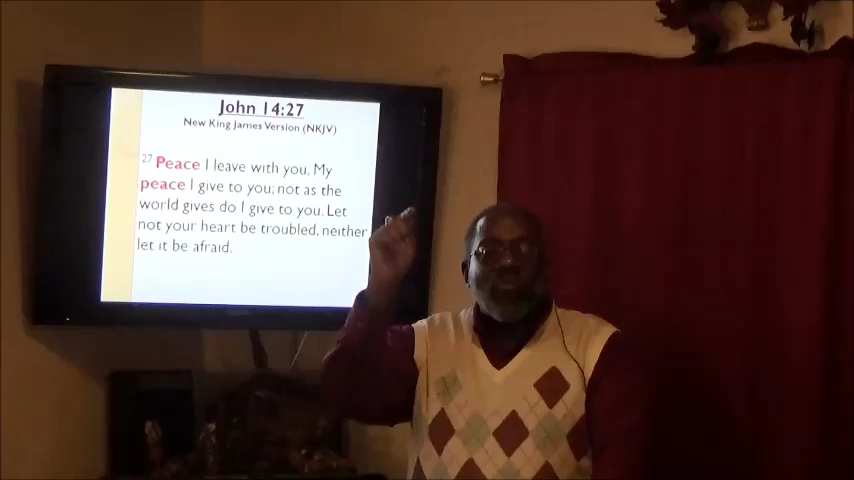 John 14:27
New King James Version (NKJV)
27 Peace I leave with you, My
peace I give to you; not as the
world gives do I give to you. Let
not your heart be troubled, neither
let it be afraid.